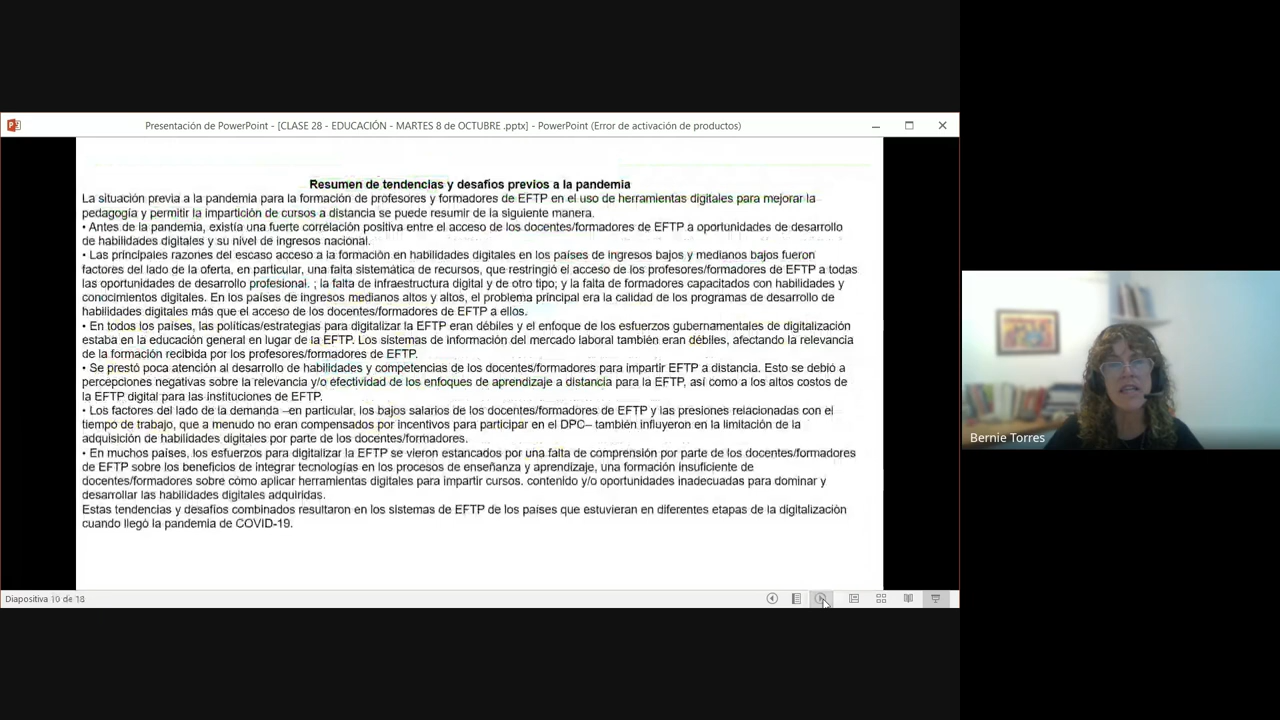 Presentación de PowerPoint - [CLASE 28 - EDUCACIÓN - MARTES 8 de OCTUBRE .pptx] - PowerPoint (Error de activación de productos)
Resumen de tendencias y desafíos previos a la pandemia
La situación previa a la pandemia para la formación de profesores y formadores de EFTP en el uso de herramientas digitales para mejorar la
pedagogía y permitir la impartición de cursos a distancia se puede resumir de la siguiente manera.
• Antes de la pandemia, existía una fuerte correlación positiva entre el acceso de los docentes/formadores de EFTP a oportunidades de desarrollo
de habilidades digitales y su nivel de ingresos nacional.
• Las principales razones del escaso acceso a la formación en habilidades digitales en los países de ingresos bajos y medianos bajos fueron
factores del lado de la oferta, en particular, una falta sistemática de recursos, que restringió el acceso de los profesores/formadores de EFTP a todas
las oportunidades de desarrollo profesional. ; la falta de infraestructura digital y de otro tipo; y la falta de formadores capacitados con habilidades y
conocimientos digitales. En los países de ingresos medianos altos y altos, el problema principal era la calidad de los programas de desarrollo de
habilidades digitales más que el acceso de los docentes/formadores de EFTP a ellos.
• En todos los países, las políticas/estrategias para digitalizar la EFTP eran débiles y el enfoque de los esfuerzos gubernamentales de digitalización
estaba en la educación general en lugar de la EFTP. Los sistemas de información del mercado laboral también eran débiles, afectando la relevancia
de la formación recibida por los profesores/formadores de EFTP.
• Se prestó poca atención al desarrollo de habilidades y competencias de los docentes/formadores para impartir EFTP a distancia. Esto se debió a
percepciones negativas sobre la relevancia y/o efectividad de los enfoques de aprendizaje a distancia para la EFTP, así como a los altos costos de
la EFTP digital para las instituciones de EFTP.
• Los factores del lado de la demanda –en particular, los bajos salarios de los docentes/formadores de EFTP y las presiones relacionadas con el
tiempo de trabajo, que a menudo no eran compensados por incentivos para participar en el DPC– también influyeron en la limitación de la
adquisición de habilidades digitales por parte de los docentes/formadores.
• En muchos países, los esfuerzos para digitalizar la EFTP se vieron estancados por una falta de comprensión por parte de los docentes/formadores
de EFTP sobre los beneficios de integrar tecnologías en los procesos de enseñanza y aprendizaje, una formación insuficiente de
docentes/formadores sobre cómo aplicar herramientas digitales para impartir cursos. contenido y/o oportunidades inadecuadas para dominar y
desarrollar las habilidades digitales adquiridas.
Estas tendencias y desafíos combinados resultaron en los sistemas de EFTP de los países que estuvieran en diferentes etapas de la digitalización
cuando llegó la pandemia de COVID-19.
Diapositiva 10 de 18
Bernie Torres